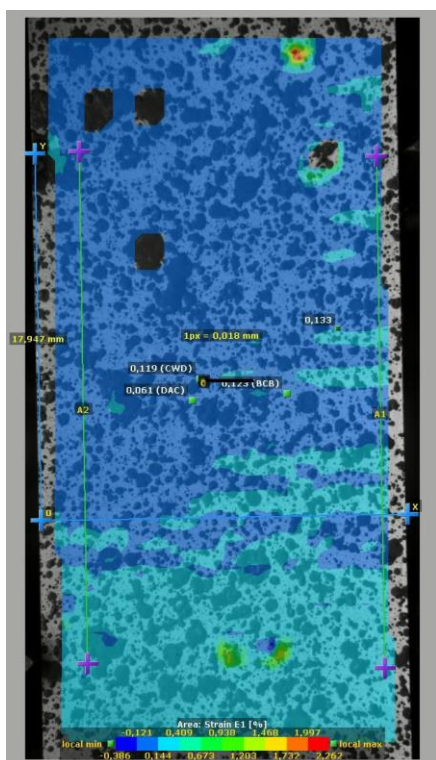 Y
17,947 mm
0,133
1px = 0,018 mm
0,119 (CWD)
0,123 (BCB)
0,061 (DAC)
A2
A1
0
X
Area: Strain E1 [%]
-0,121 0,409 0,938 1,468 1,997
local min local max
-0,386 0,144 0,673 1,203 1,732 2,262